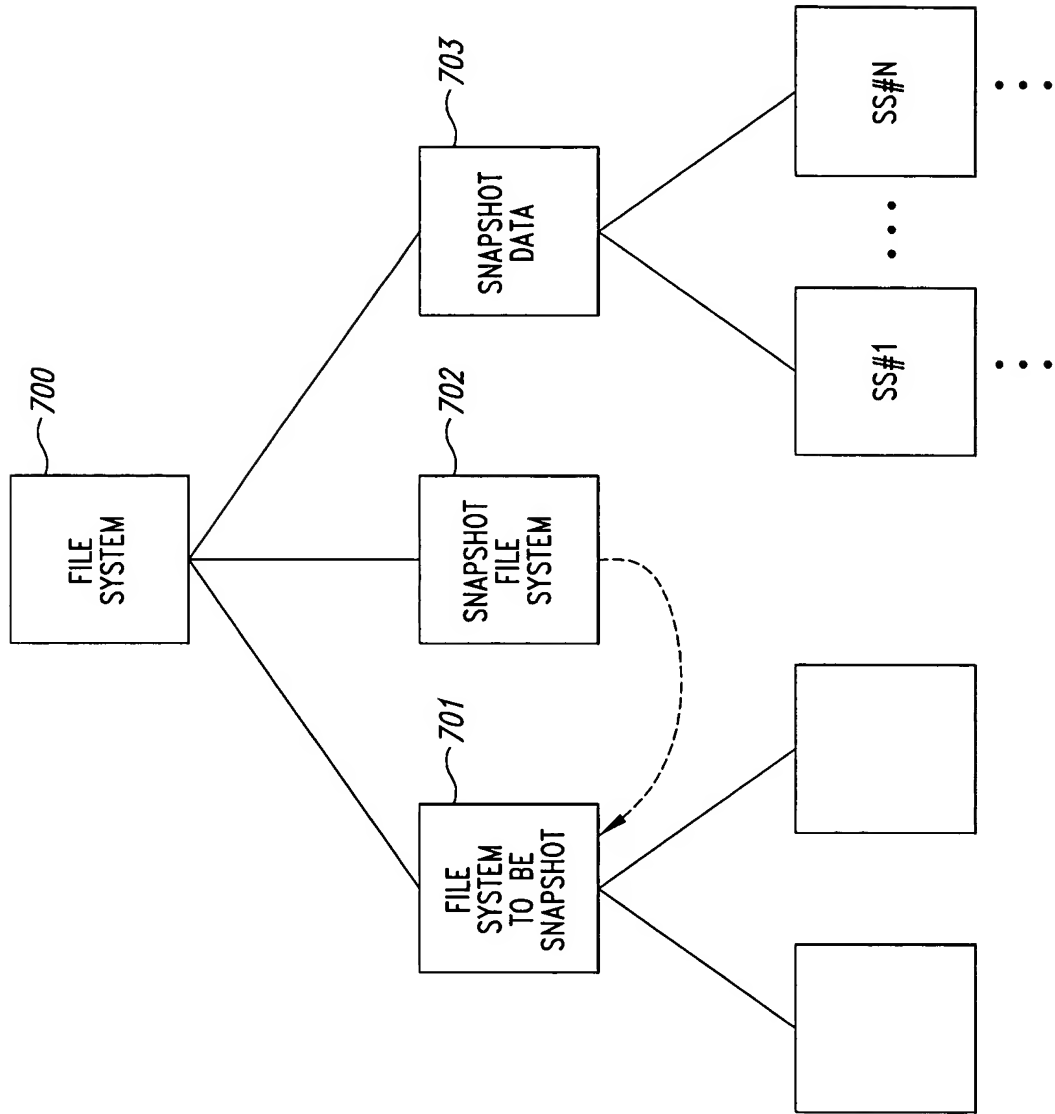 700
FILE
SYSTEM
701
FILE
SYSTEM
TO BE
SNAPSHOT
702
SNAPSHOT
FILE
SYSTEM
703
SNAPSHOT
DATA
SS#1
SS#N